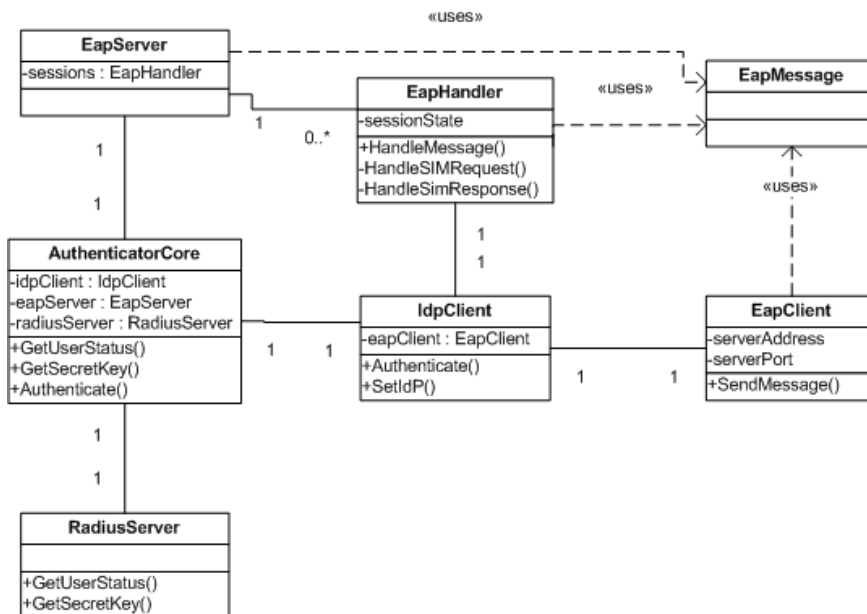 «uses»
EapServer
-sessions : EapHandler
EapMessage
EapHandler
-sessionState
+HandleMessage()
-HandleSIMRequest()
-HandleSimResponse()
«uses»
1
0..*
1
1
«uses»
1
1
AuthenticatorCore
-idpClient : IdpClient
-eapServer : EapServer
-radiusServer : RadiusServer
+GetUserStatus()
+GetSecretKey()
+Authenticate()
1
1
IdpClient
-eapClient : EapClient
+Authenticate()
+SetIdP()
1
1
EapClient
-serverAddress
-serverPort
+SendMessage()
1
1
RadiusServer
+GetUserStatus()
+GetSecretKey()